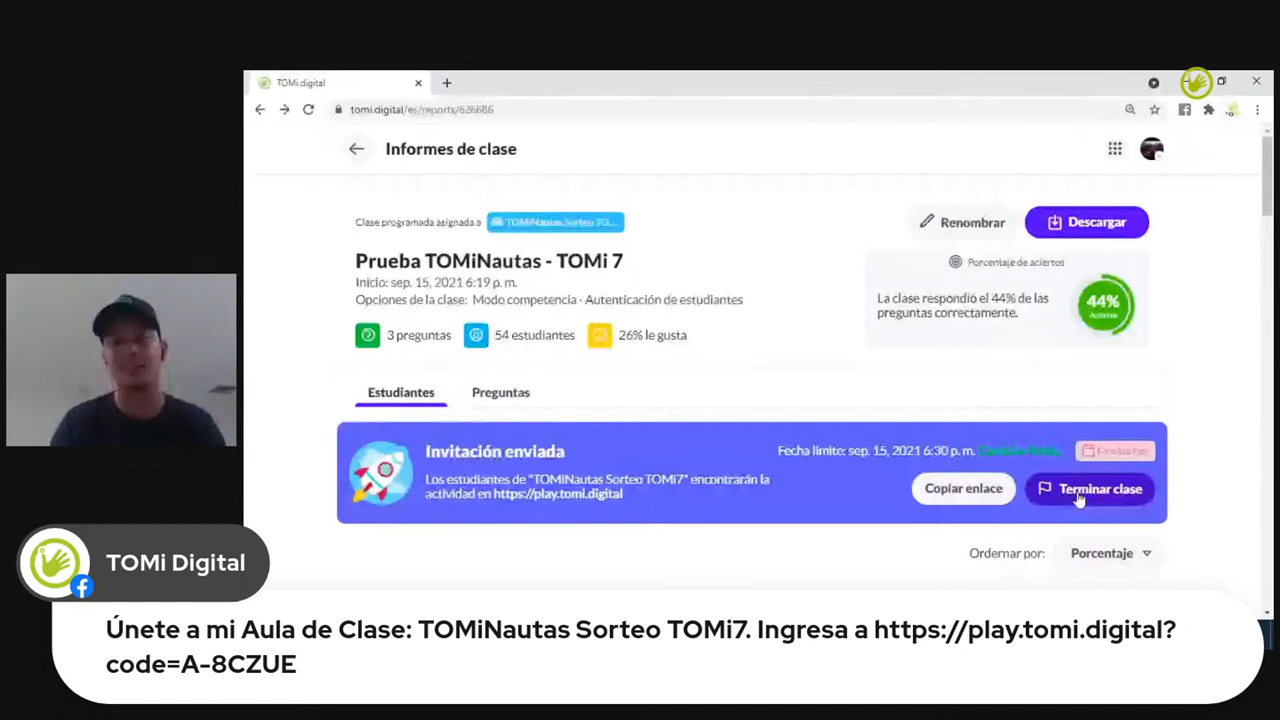 TOMi.digital
tomi.digital/es/reports/626686
Informes de clase
Clase programada asignada a TOMiNautas Sorteo TO...
Renombrar
Descargar
Prueba TOMiNautas - TOMi 7
Inicio: sep. 15, 2021 6:19 p. m.
Opciones de la clase: Modo competencia · Autenticación de estudiantes
3 preguntas 54 estudiantes 26% le gusta
Porcentaje de aciertos
La clase respondió el 44% de las
preguntas correctamente.
44%
Aciertos
Estudiantes Preguntas
Invitación enviada
Los estudiantes de "TOMiNautas Sorteo TOMi7" encontrarán la
actividad en https://play.tomi.digital
Fecha límite: sep. 15, 2021 6:30 p. m.
Copiar enlace
Terminar clase
Ordernar por: Porcentaje
TOMi Digital
Únete a mi Aula de Clase: TOMiNautas Sorteo TOMi7. Ingresa a https://play.tomi.digital?
code=A-8CZUE